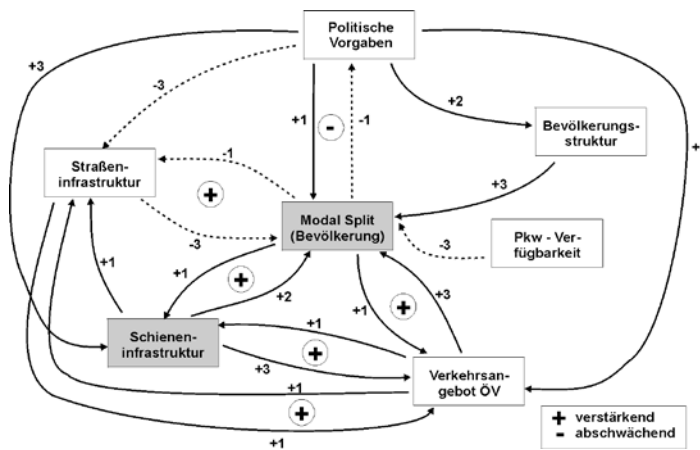 Politische
Vorgaben
+3
-3
+1
-
-1
+2
+
Bevölkerungs-
struktur
Straßen-
infrastruktur
-1
+
-3
+3
Modal Split
(Bevölkerung)
-3
Pkw - Ver-
fügbarkeit
+1
+1
+
+2
+1
+
+3
Schienen-
infrastruktur
+1
+
+3
Verkehrsan-
gebot ÖV
+1
+
+1
+ verstärkend
- abschwächend